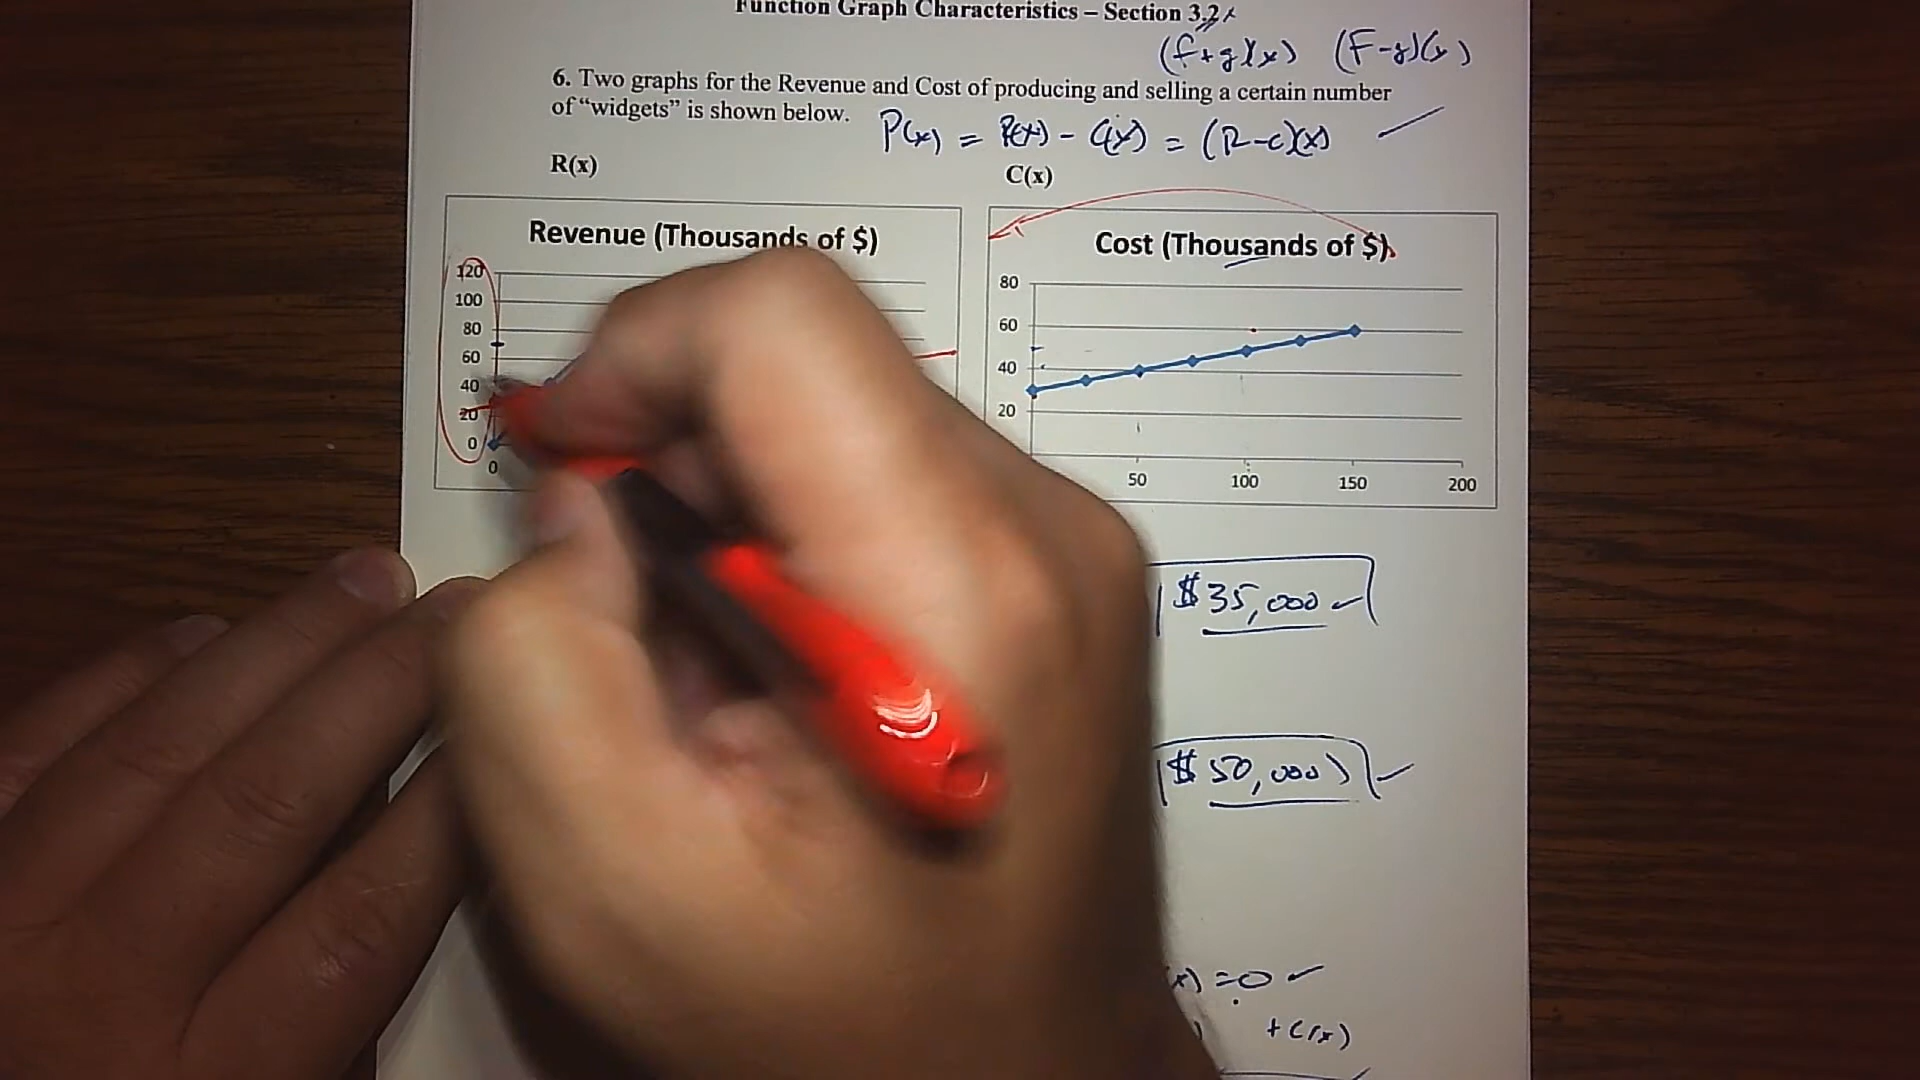 Function Graph Characteristics – Section 3.2
(f+g)(x) (F-g)(x)
6. Two graphs for the Revenue and Cost of producing and selling a certain number
of “widgets” is shown below.
P(x) = R(x) - C(x) = (R-C)(x)
R(x)
C(x)
Revenue (Thousands of $)
120
100
80
60
40
20
0
0
Cost (Thousands of $)
80
60
40
20
50 100 150 200
$35,000
$50,000
x) =0
+C(x)